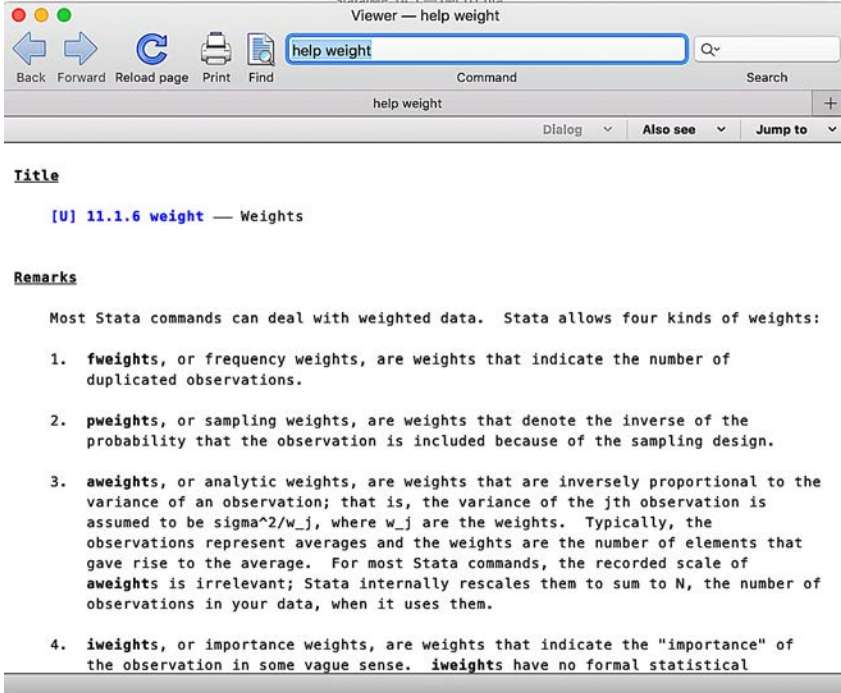 Viewer — help weight
help weight
Back Forward Reload page Print Find Command Search
help weight
Dialog Also see Jump to
Title
[U] 11.1.6 weight — Weights
Remarks
Most Stata commands can deal with weighted data.  Stata allows four kinds of weights:
1.  fweights, or frequency weights, are weights that indicate the number of
duplicated observations.
2.  pweights, or sampling weights, are weights that denote the inverse of the
probability that the observation is included because of the sampling design.
3.  aweights, or analytic weights, are weights that are inversely proportional to the
variance of an observation; that is, the variance of the jth observation is
assumed to be sigma^2/w_j, where w_j are the weights.  Typically, the
observations represent averages and the weights are the number of elements that
gave rise to the average.  For most Stata commands, the recorded scale of
aweights is irrelevant; Stata internally rescales them to sum to N, the number of
observations in your data, when it uses them.
4.  iweights, or importance weights, are weights that indicate the "importance" of
the observation in some vague sense.  iweights have no formal statistical